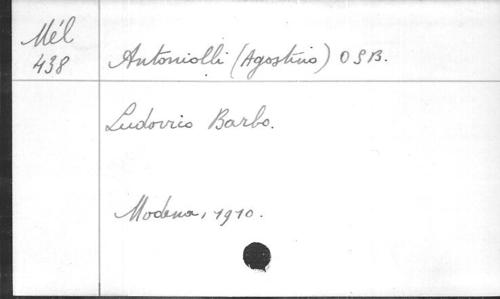 Mél
438
Antoniolli (Agostino) OSB.
Ludovico Barbo.
Modena, 1910.